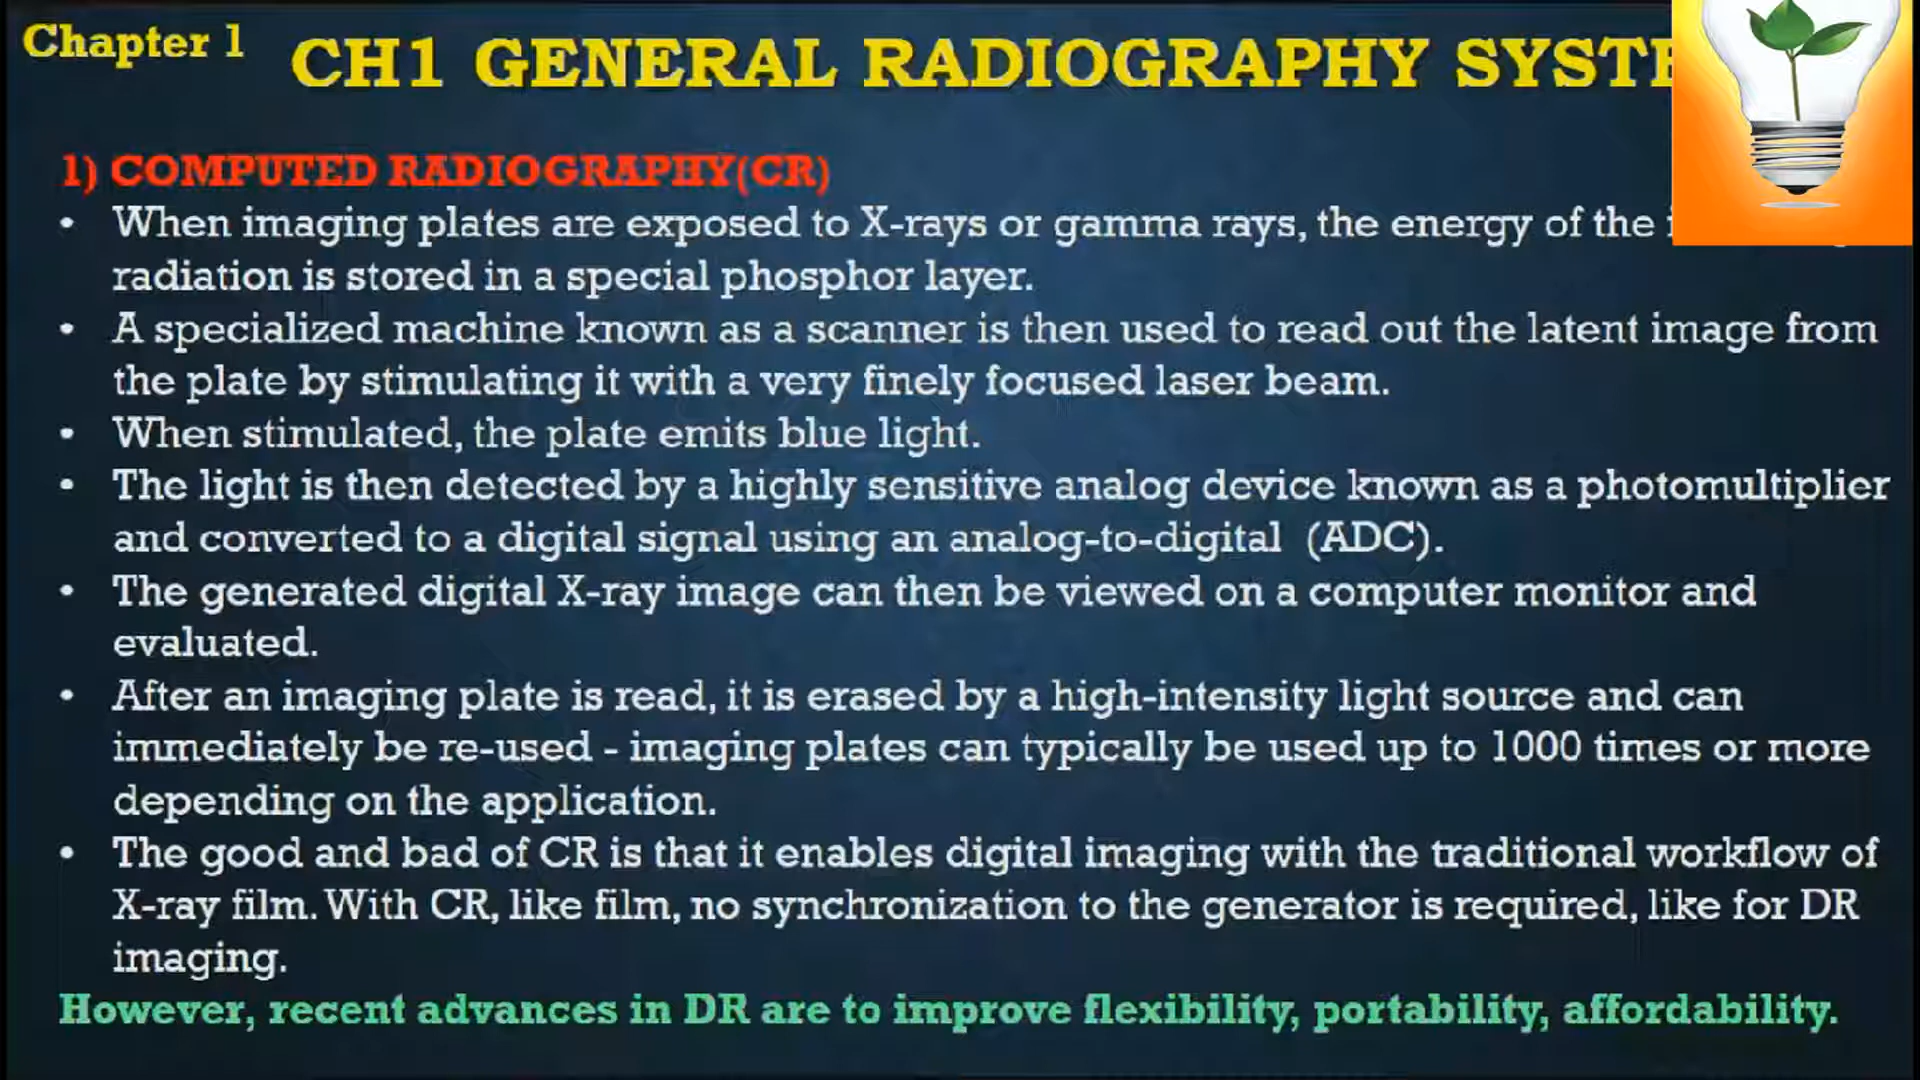 Chapter 1
CH1 GENERAL RADIOGRAPHY
1) COMPUTED RADIOGRAPHY(CR)
• When imaging plates are exposed to X-rays or gamma rays, the energy of the
radiation is stored in a special phosphor layer.
• A specialized machine known as a scanner is then used to read out the latent image from
the plate by stimulating it with a very finely focused laser beam.
• When stimulated, the plate emits blue light.
• The light is then detected by a highly sensitive analog device known as a photomultiplier
and converted to a digital signal using an analog-to-digital (ADC).
• The generated digital X-ray image can then be viewed on a computer monitor and
evaluated.
• After an imaging plate is read, it is erased by a high-intensity light source and can
immediately be re-used - imaging plates can typically be used up to 1000 times or more
depending on the application.
• The good and bad of CR is that it enables digital imaging with the traditional workflow of
X-ray film. With CR, like film, no synchronization to the generator is required, like for DR
imaging.
However, recent advances in DR are to improve flexibility, portability, affordability.